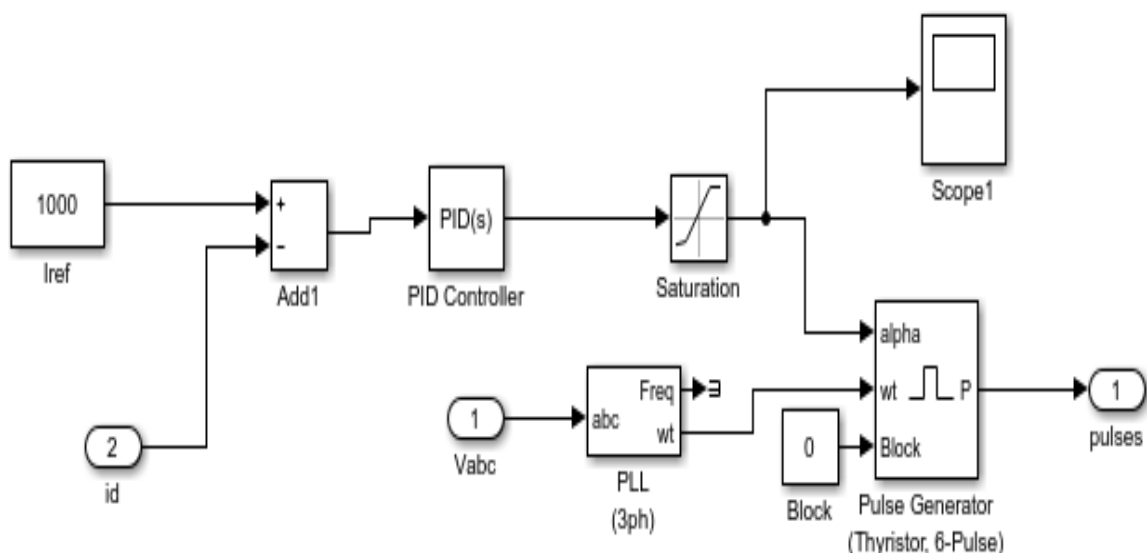 Scope1
1000
Iref
+
−
Add1
PID(s)
PID Controller
Saturation
alpha
wt
Block
P
Pulse Generator
(Thyristor, 6-Pulse)
1
pulses
2
id
1
Vabc
abc
Freq
wt
PLL
(3ph)
0
Block